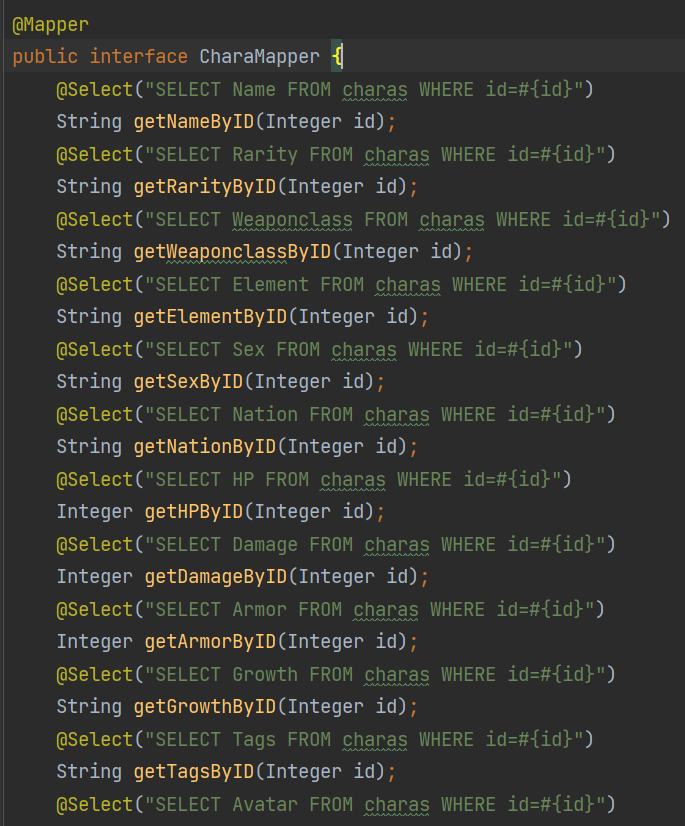 @Mapper
public interface CharaMapper {
@Select("SELECT Name FROM charas WHERE id=#{id}")
String getNameByID(Integer id);
@Select("SELECT Rarity FROM charas WHERE id=#{id}")
String getRarityByID(Integer id);
@Select("SELECT Weaponclass FROM charas WHERE id=#{id}")
String getWeaponclassByID(Integer id);
@Select("SELECT Element FROM charas WHERE id=#{id}")
String getElementByID(Integer id);
@Select("SELECT Sex FROM charas WHERE id=#{id}")
String getSexByID(Integer id);
@Select("SELECT Nation FROM charas WHERE id=#{id}")
String getNationByID(Integer id);
@Select("SELECT HP FROM charas WHERE id=#{id}")
Integer getHPByID(Integer id);
@Select("SELECT Damage FROM charas WHERE id=#{id}")
Integer getDamageByID(Integer id);
@Select("SELECT Armor FROM charas WHERE id=#{id}")
Integer getArmorByID(Integer id);
@Select("SELECT Growth FROM charas WHERE id=#{id}")
String getGrowthByID(Integer id);
@Select("SELECT Tags FROM charas WHERE id=#{id}")
String getTagsByID(Integer id);
@Select("SELECT Avatar FROM charas WHERE id=#{id}")